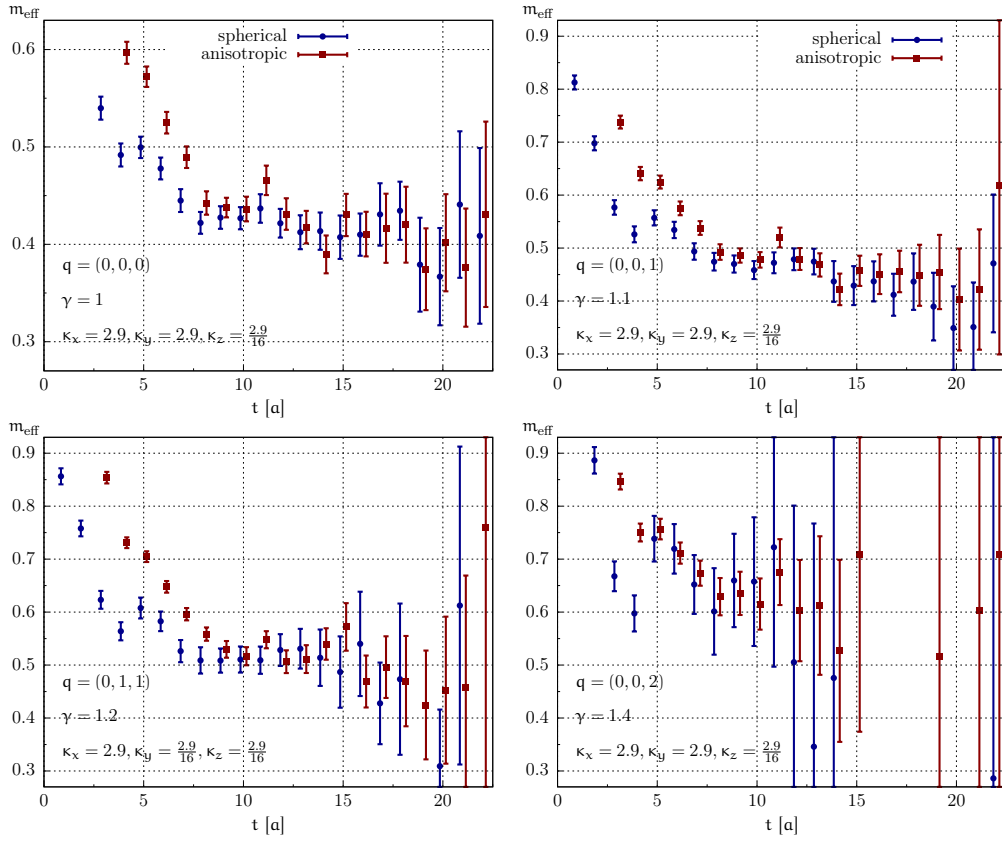 m_eff
0.6
0.5
0.4
0.3
spherical
anisotropic
q = (0, 0, 0)
γ = 1
κ_x = 2.9, κ_y = 2.9, κ_z = 2.9/16
0 5 10 15 20
t [a]
m_eff
0.9
0.8
0.7
0.6
0.5
0.4
0.3
spherical
anisotropic
q = (0, 0, 1)
γ = 1.1
κ_x = 2.9, κ_y = 2.9, κ_z = 2.9/16
0 5 10 15 20
t [a]
m_eff
0.9
0.8
0.7
0.6
0.5
0.4
0.3
q = (0, 1, 1)
γ = 1.2
κ_x = 2.9, κ_y = 2.9/16, κ_z = 2.9/16
0 5 10 15 20
t [a]
m_eff
0.9
0.8
0.7
0.6
0.5
0.4
0.3
q = (0, 0, 2)
γ = 1.4
κ_x = 2.9, κ_y = 2.9, κ_z = 2.9/16
0 5 10 15 20
t [a]